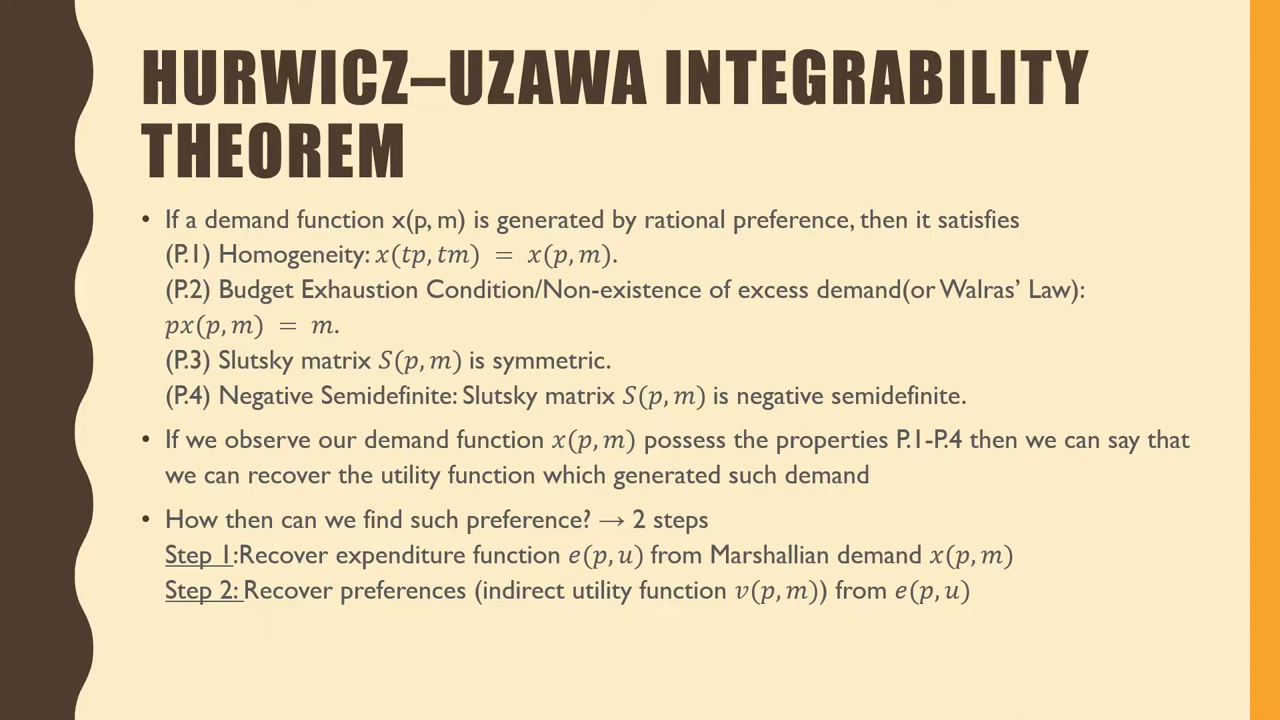 HURWICZ–UZAWA INTEGRABILITY
THEOREM
• If a demand function x(p, m) is generated by rational preference, then it satisfies
(P.1) Homogeneity: x(tp, tm) = x(p, m).
(P.2) Budget Exhaustion Condition/Non-existence of excess demand(or Walras’ Law):
px(p, m) = m.
(P.3) Slutsky matrix S(p, m) is symmetric.
(P.4) Negative Semidefinite: Slutsky matrix S(p, m) is negative semidefinite.
• If we observe our demand function x(p, m) possess the properties P.1-P.4 then we can say that
we can recover the utility function which generated such demand
• How then can we find such preference? → 2 steps
Step 1:Recover expenditure function e(p, u) from Marshallian demand x(p, m)
Step 2: Recover preferences (indirect utility function v(p, m)) from e(p, u)